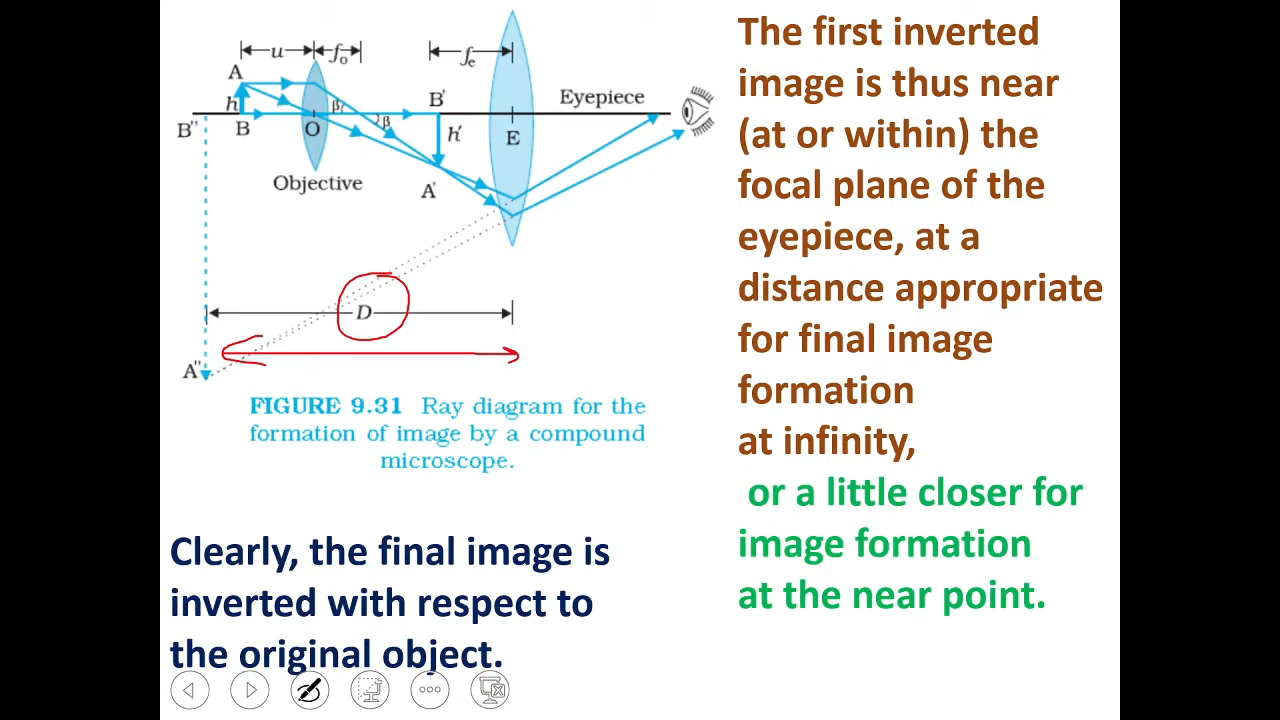 u
fo
fe
A
h
β
β
B'
Eyepiece
B"
B
O
h'
E
Objective
A'
D
A"
FIGURE 9.31 Ray diagram for the
formation of image by a compound
microscope.
Clearly, the final image is
inverted with respect to
the original object.
The first inverted
image is thus near
(at or within) the
focal plane of the
eyepiece, at a
distance appropriate
for final image
formation
at infinity,
or a little closer for
image formation
at the near point.